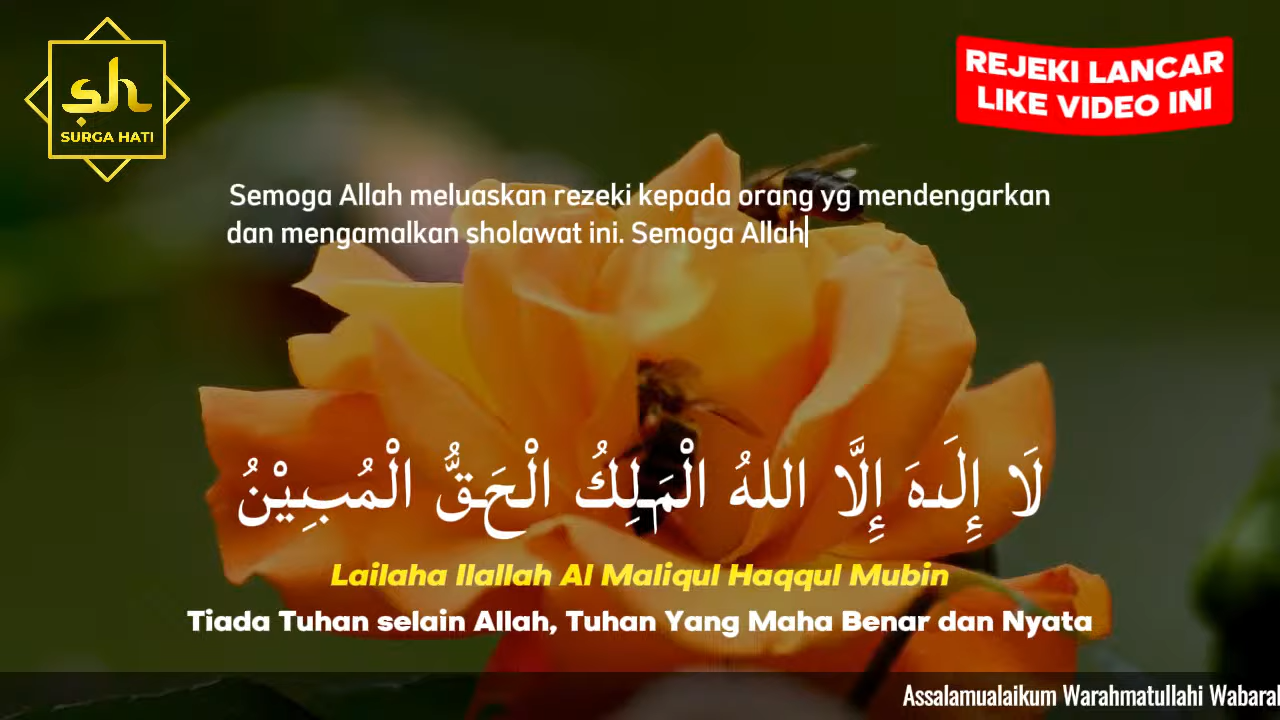 sh
SURGA HATI
REJEKI LANCAR
LIKE VIDEO INI
Semoga Allah meluaskan rezeki kepada orang yg mendengarkan
dan mengamalkan sholawat ini. Semoga Allah
لَا إِلَـٰهَ إِلَّا اللهُ الْمَلِكُ الْحَقُّ الْمُبِيْنُ
Lailaha Ilallah Al Maliqul Haqqul Mubin
Tiada Tuhan selain Allah, Tuhan Yang Maha Benar dan Nyata
Assalamualaikum Warahmatullahi Wabaral